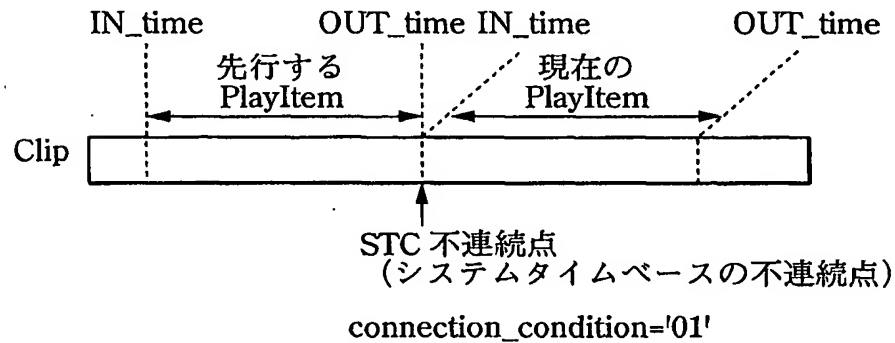 IN_time OUT_time IN_time OUT_time
先行する 現在の
PlayItem PlayItem
Clip
STC 不連続点
(システムタイムベースの不連続点)
connection_condition='01'